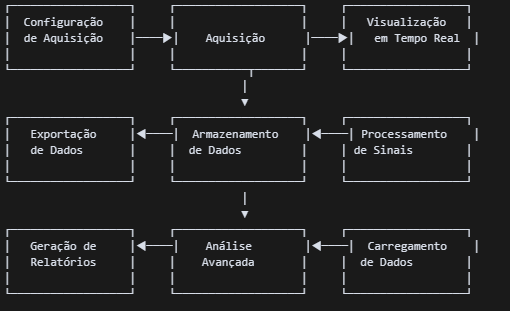 Configuração
de Aquisição
Aquisição
Visualização
em Tempo Real
Exportação
de Dados
Armazenamento
de Dados
Processamento
de Sinais
Geração de
Relatórios
Análise
Avançada
Carregamento
de Dados